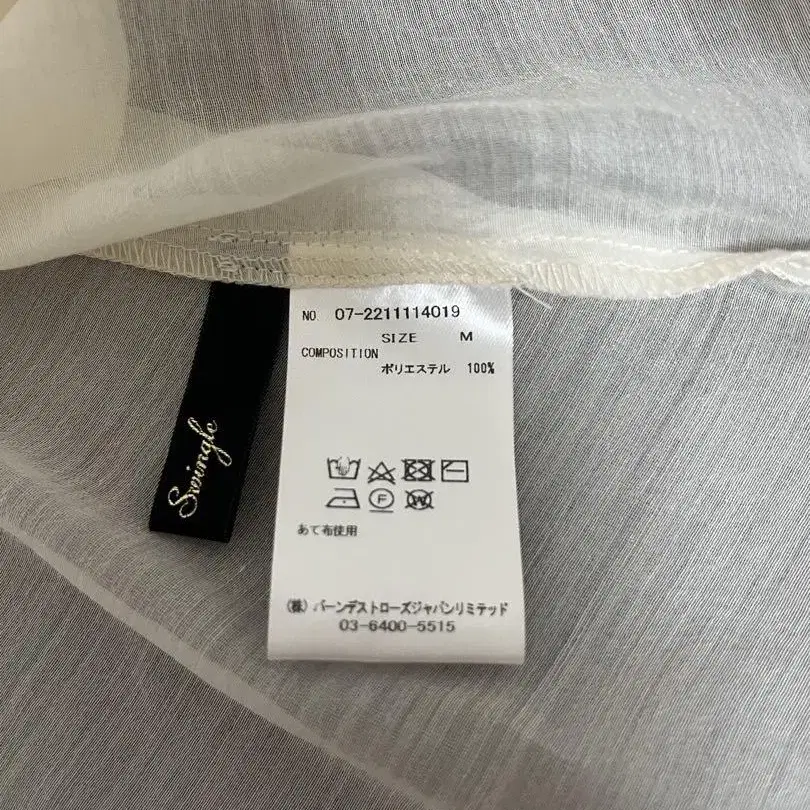 NO. 07-2211114019
SIZE M
COMPOSITION
ポリエステル 100%
Swingle
F
W
あて布使用
(株) バーンデストローズジャパンリミテッド
03-6400-5515